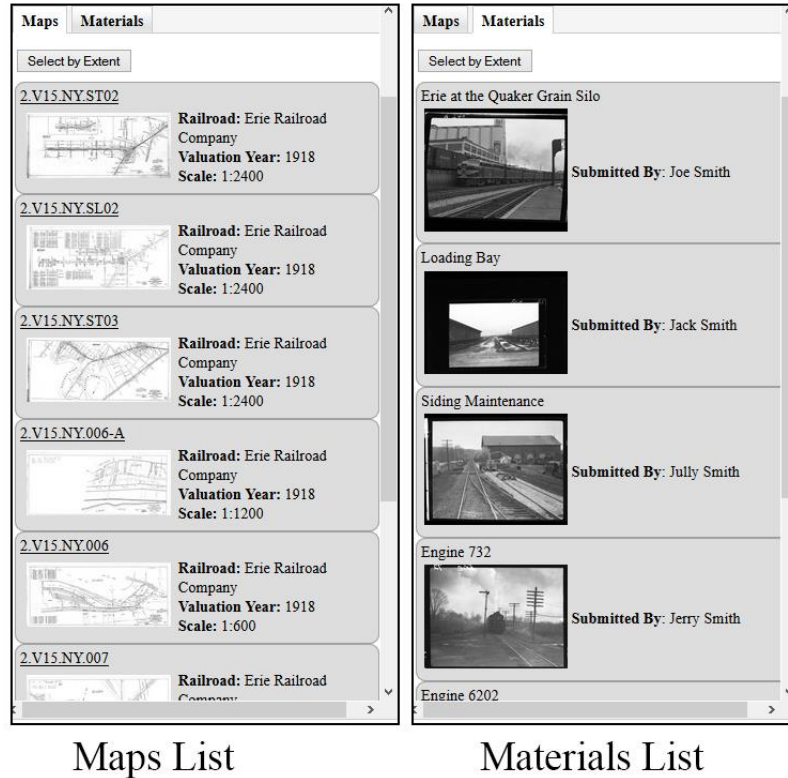 Maps Materials
Select by Extent
2.V15.NY.ST02
Railroad: Erie Railroad
Company
Valuation Year: 1918
Scale: 1:2400
2.V15.NY.SL02
Railroad: Erie Railroad
Company
Valuation Year: 1918
Scale: 1:2400
2.V15.NY.ST03
Railroad: Erie Railroad
Company
Valuation Year: 1918
Scale: 1:2400
2.V15.NY.006-A
Railroad: Erie Railroad
Company
Valuation Year: 1918
Scale: 1:1200
2.V15.NY.006
Railroad: Erie Railroad
Company
Valuation Year: 1918
Scale: 1:600
2.V15.NY.007
Railroad: Erie Railroad
Company
Maps List
Maps Materials
Select by Extent
Erie at the Quaker Grain Silo
Submitted By: Joe Smith
Loading Bay
Submitted By: Jack Smith
Siding Maintenance
Submitted By: Jully Smith
Engine 732
Submitted By: Jerry Smith
Engine 6202
Materials List